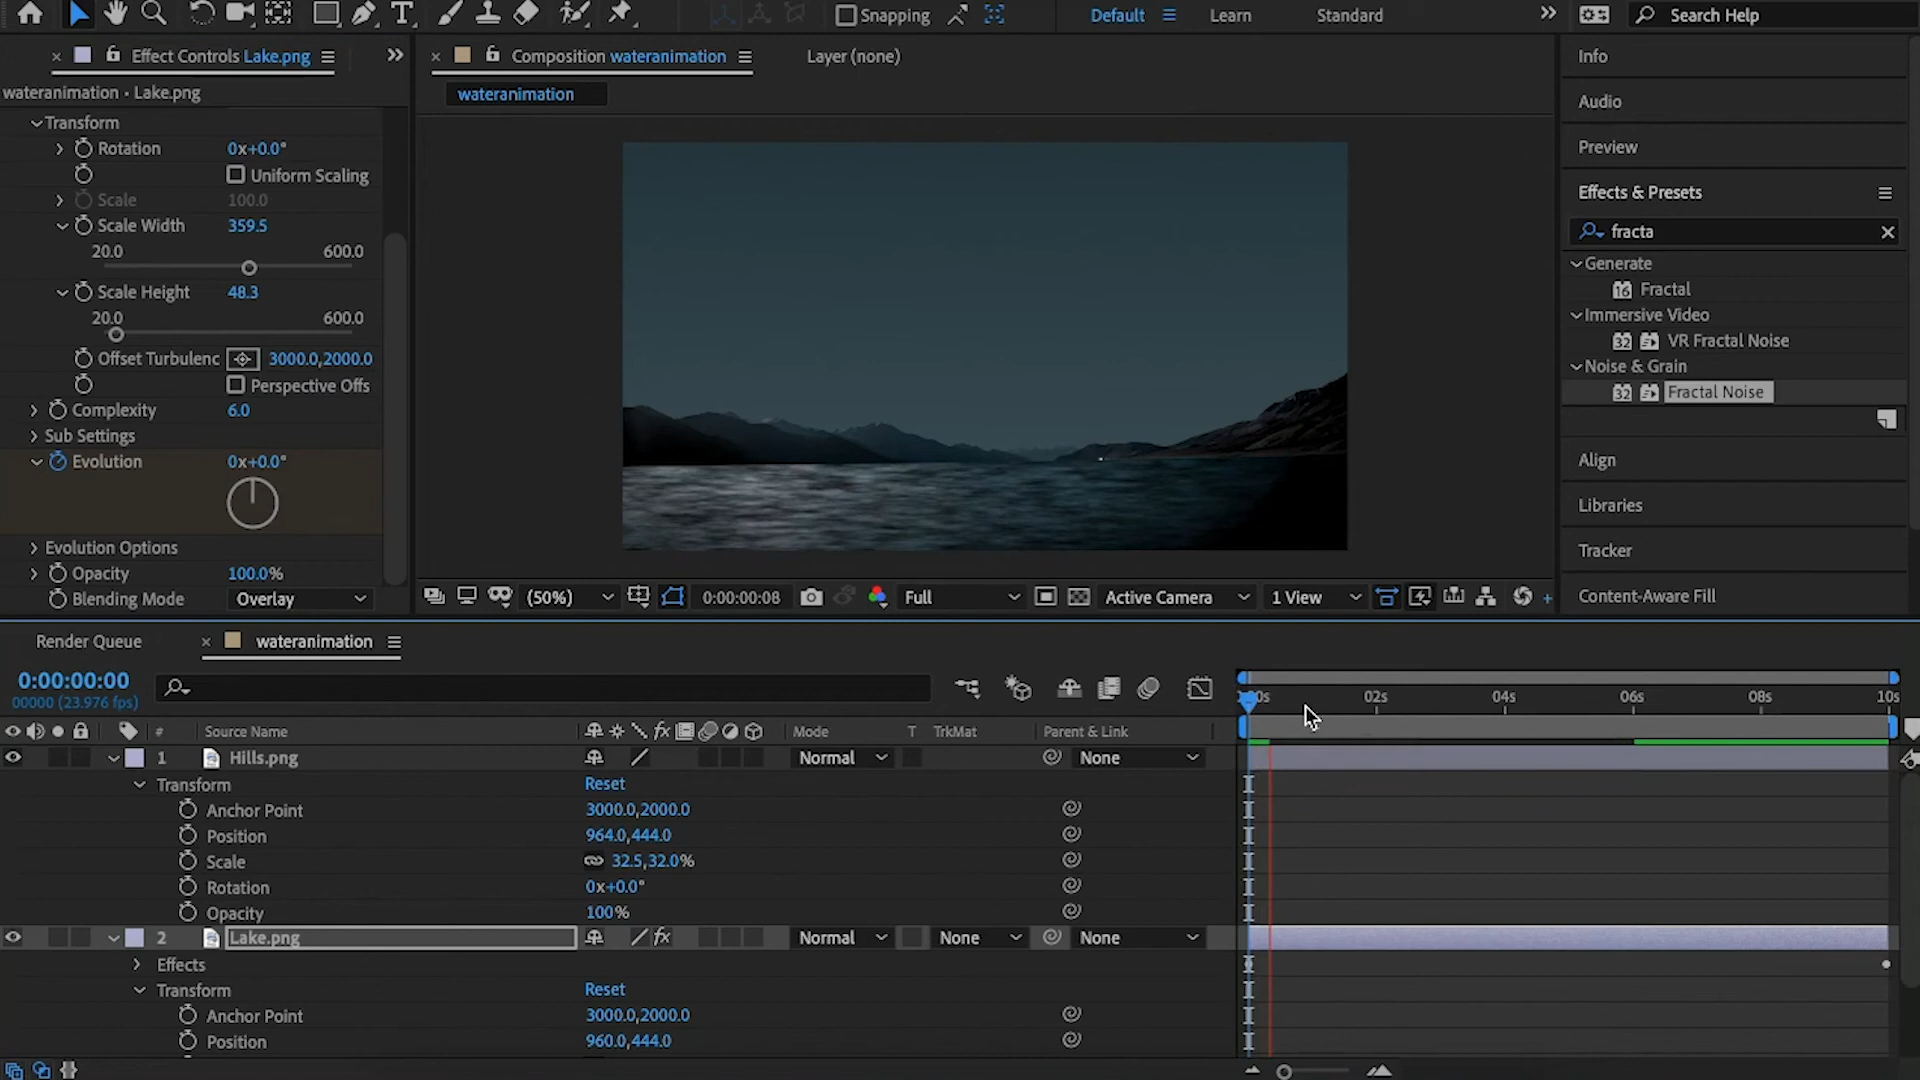 Snapping
Default
Learn
Standard
Search Help
Effect Controls Lake.png
Composition wateranimation
Layer (none)
Info
wateranimation
wateranimation • Lake.png
Audio
Transform
Rotation 0x+0.0°
Preview
Uniform Scaling
Effects & Presets
Scale 100.0
Scale Width 359.5
fracta
20.0 600.0
Generate
Fractal
Scale Height 48.3
Immersive Video
20.0 600.0
VR Fractal Noise
Offset Turbulenc 3000.0,2000.0
Noise & Grain
Perspective Offs
Fractal Noise
Complexity 6.0
Sub Settings
Evolution 0x+0.0°
Align
Libraries
Evolution Options
Tracker
Opacity 100.0%
Blending Mode Overlay
(50%)
0:00:00:08
Full
Active Camera
1 View
Content-Aware Fill
Render Queue
wateranimation
0:00:00:00
00000 (23.976 fps)
02s 04s 06s 08s 10s
# Source Name Mode T TrkMat Parent & Link
1 Hills.png Normal None
Transform Reset
Anchor Point 3000.0,2000.0
Position 964.0,444.0
Scale 32.5,32.0%
Rotation 0x+0.0°
Opacity 100%
2 Lake.png Normal None None
Effects
Transform Reset
Anchor Point 3000.0,2000.0
Position 960.0,444.0